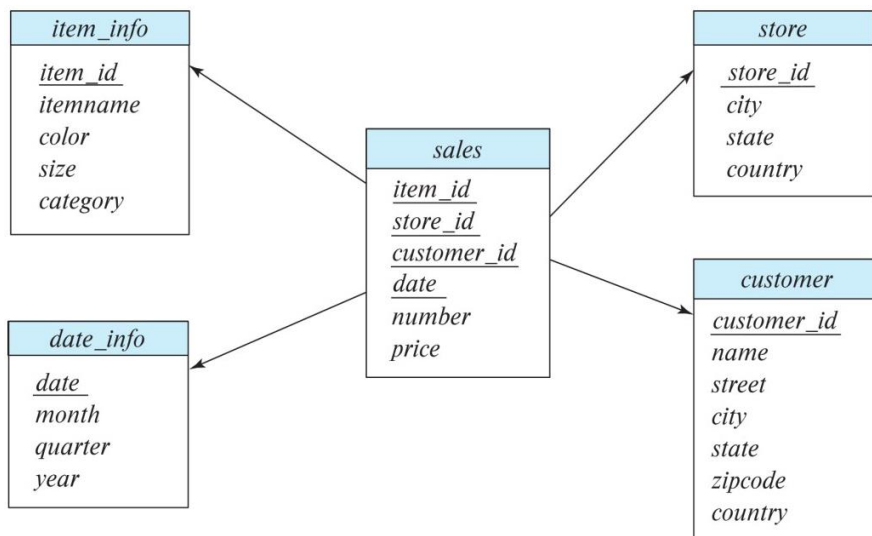 item_info
item_id
itemname
color
size
category
store
store_id
city
state
country
sales
item_id
store_id
customer_id
date
number
price
date_info
date
month
quarter
year
customer
customer_id
name
street
city
state
zipcode
country